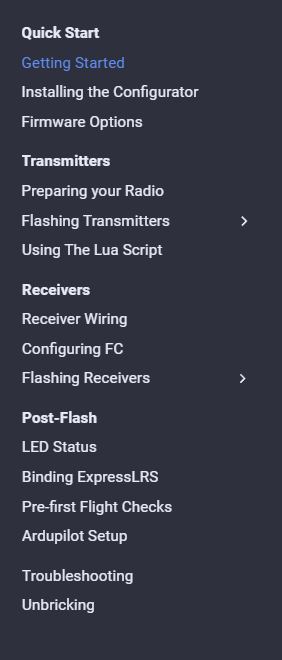 Quick Start
Getting Started
Installing the Configurator
Firmware Options
Transmitters
Preparing your Radio
Flashing Transmitters
Using The Lua Script
Receivers
Receiver Wiring
Configuring FC
Flashing Receivers
Post-Flash
LED Status
Binding ExpressLRS
Pre-first Flight Checks
Ardupilot Setup
Troubleshooting
Unbricking